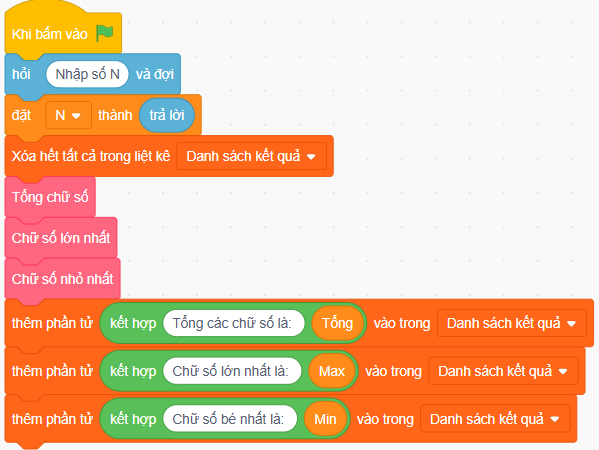 Khi bấm vào
hỏi Nhập số N và đợi
đặt N thành trả lời
Xóa hết tất cả trong liệt kê Danh sách kết quả
Tổng chữ số
Chữ số lớn nhất
Chữ số nhỏ nhất
thêm phần tử kết hợp Tổng các chữ số là: Tổng vào trong Danh sách kết quả
thêm phần tử kết hợp Chữ số lớn nhất là: Max vào trong Danh sách kết quả
thêm phần tử kết hợp Chữ số bé nhất là: Min vào trong Danh sách kết quả